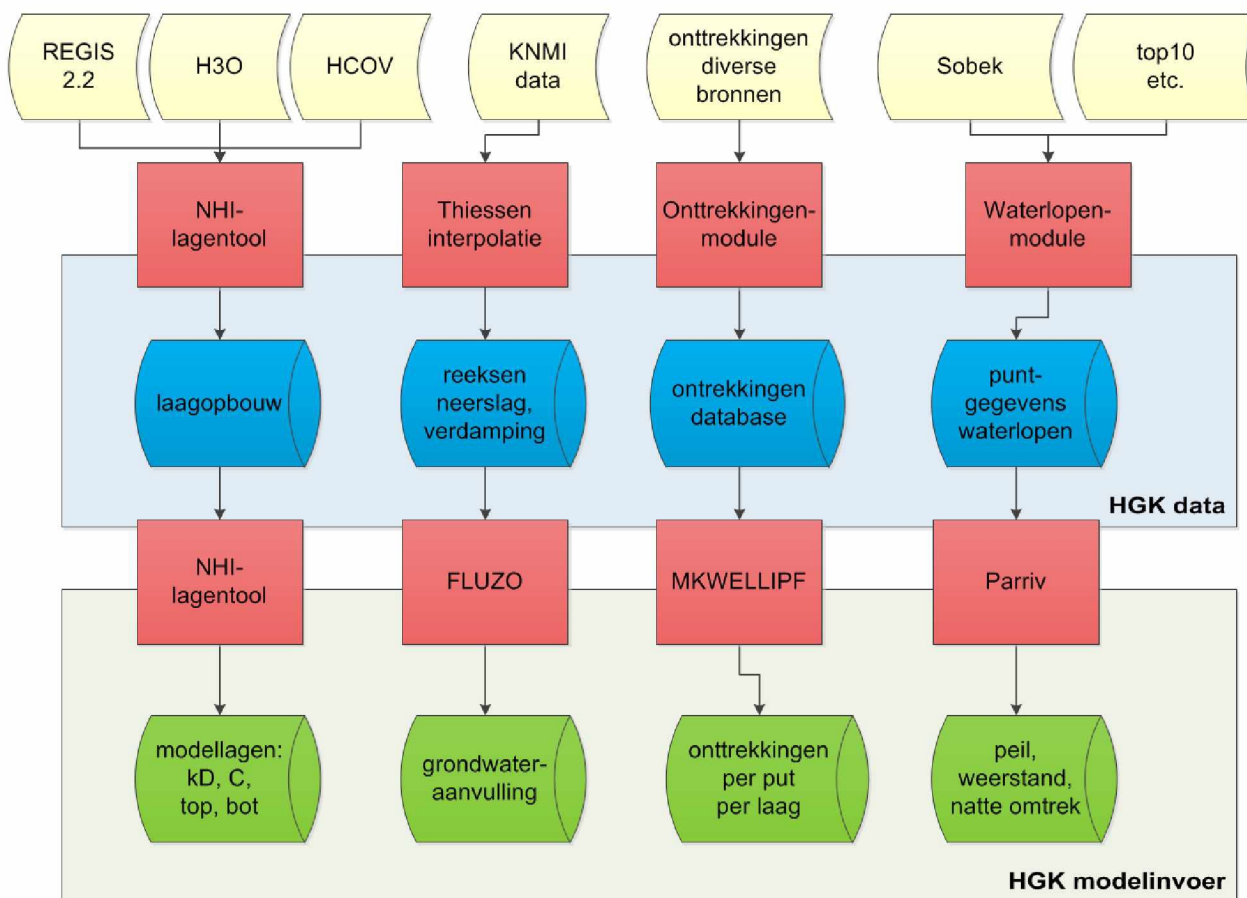 REGIS
2.2
H3O
HCOV
KNMI
data
onttrekkingen
diverse
bronnen
Sobek
top10
etc.
NHI-
lagentool
Thiessen
interpolatie
Onttrekkingen-
module
Waterlopen-
module
laagopbouw
reeksen
neerslag,
verdamping
ontrekkingen
database
punt-
gegevens
waterlopen
HGK data
NHI-
lagentool
FLUZO
MKWELLIPF
Parriv
modellagen:
kD, C,
top, bot
grondwater-
aanvulling
onttrekkingen
per put
per laag
peil,
weerstand,
natte omtrek
HGK modelinvoer